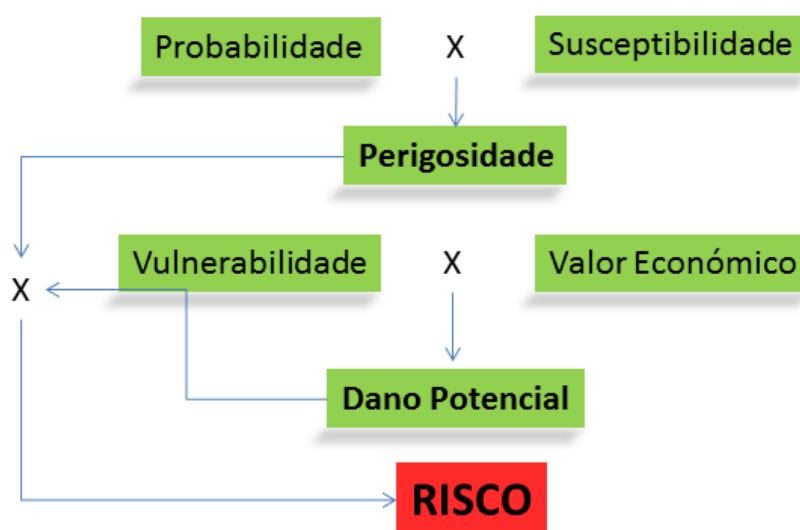 Probabilidade X Susceptibilidade
Perigosidade
Vulnerabilidade X Valor Económico
X
Dano Potencial
RISCO